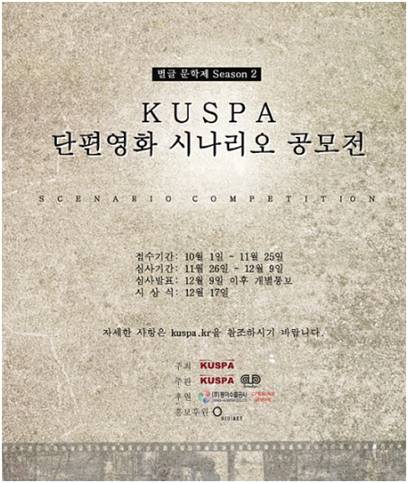 별글 문학제 Season 2
KUSPA
단편영화 시나리오 공모전
SCENARIO COMPETITION
접수기간: 10월 1일 ~ 11월 25일
심사기간: 11월 26일 ~ 12월 9일
심사발표: 12월 9일 이후 개별통보
시 상 식: 12월 17일
자세한 사항은 kuspa.kr을 참조하시기 바랍니다.
주최 KUSPA
주관 KUSPA
후원
홍보후원